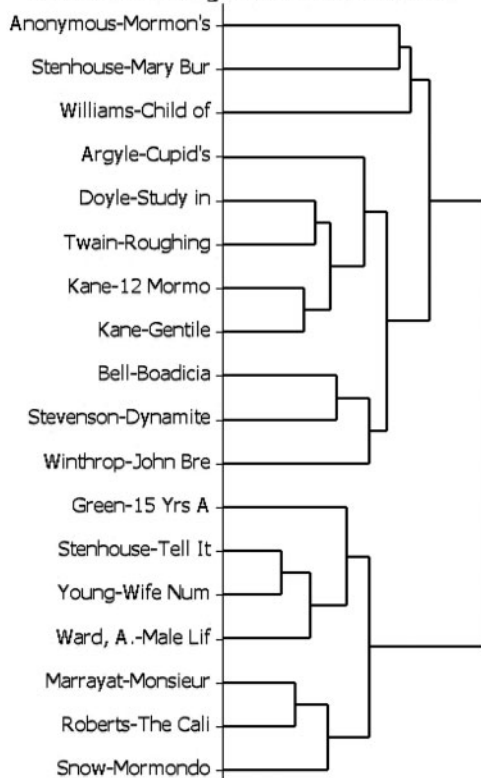 Anonymous-Mormon's
Stenhouse-Mary Bur
Williams-Child of
Argyle-Cupid's
Doyle-Study in
Twain-Roughing
Kane-12 Mormo
Kane-Gentile
Bell-Boadicia
Stevenson-Dynamite
Winthrop-John Bre
Green-15 Yrs A
Stenhouse-Tell It
Young-Wife Num
Ward, A.-Male Lif
Marrayat-Monsieur
Roberts-The Cali
Snow-Mormondo